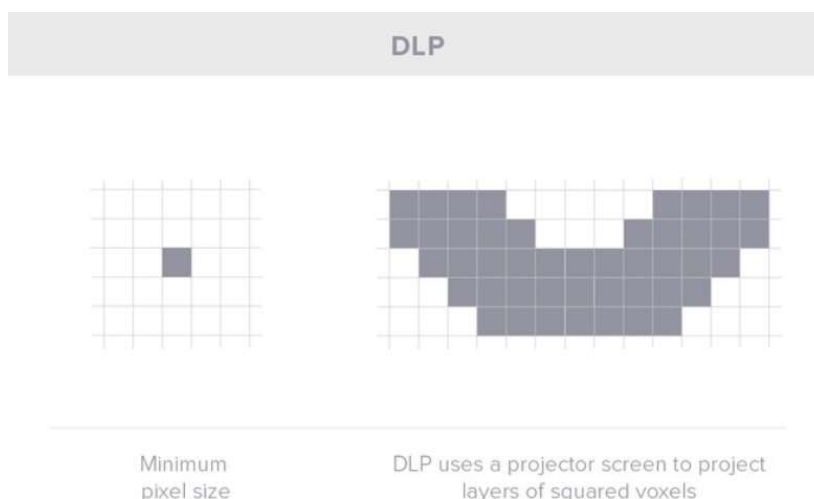 DLP
Minimum
pixel size
DLP uses a projector screen to project
layers of squared voxels